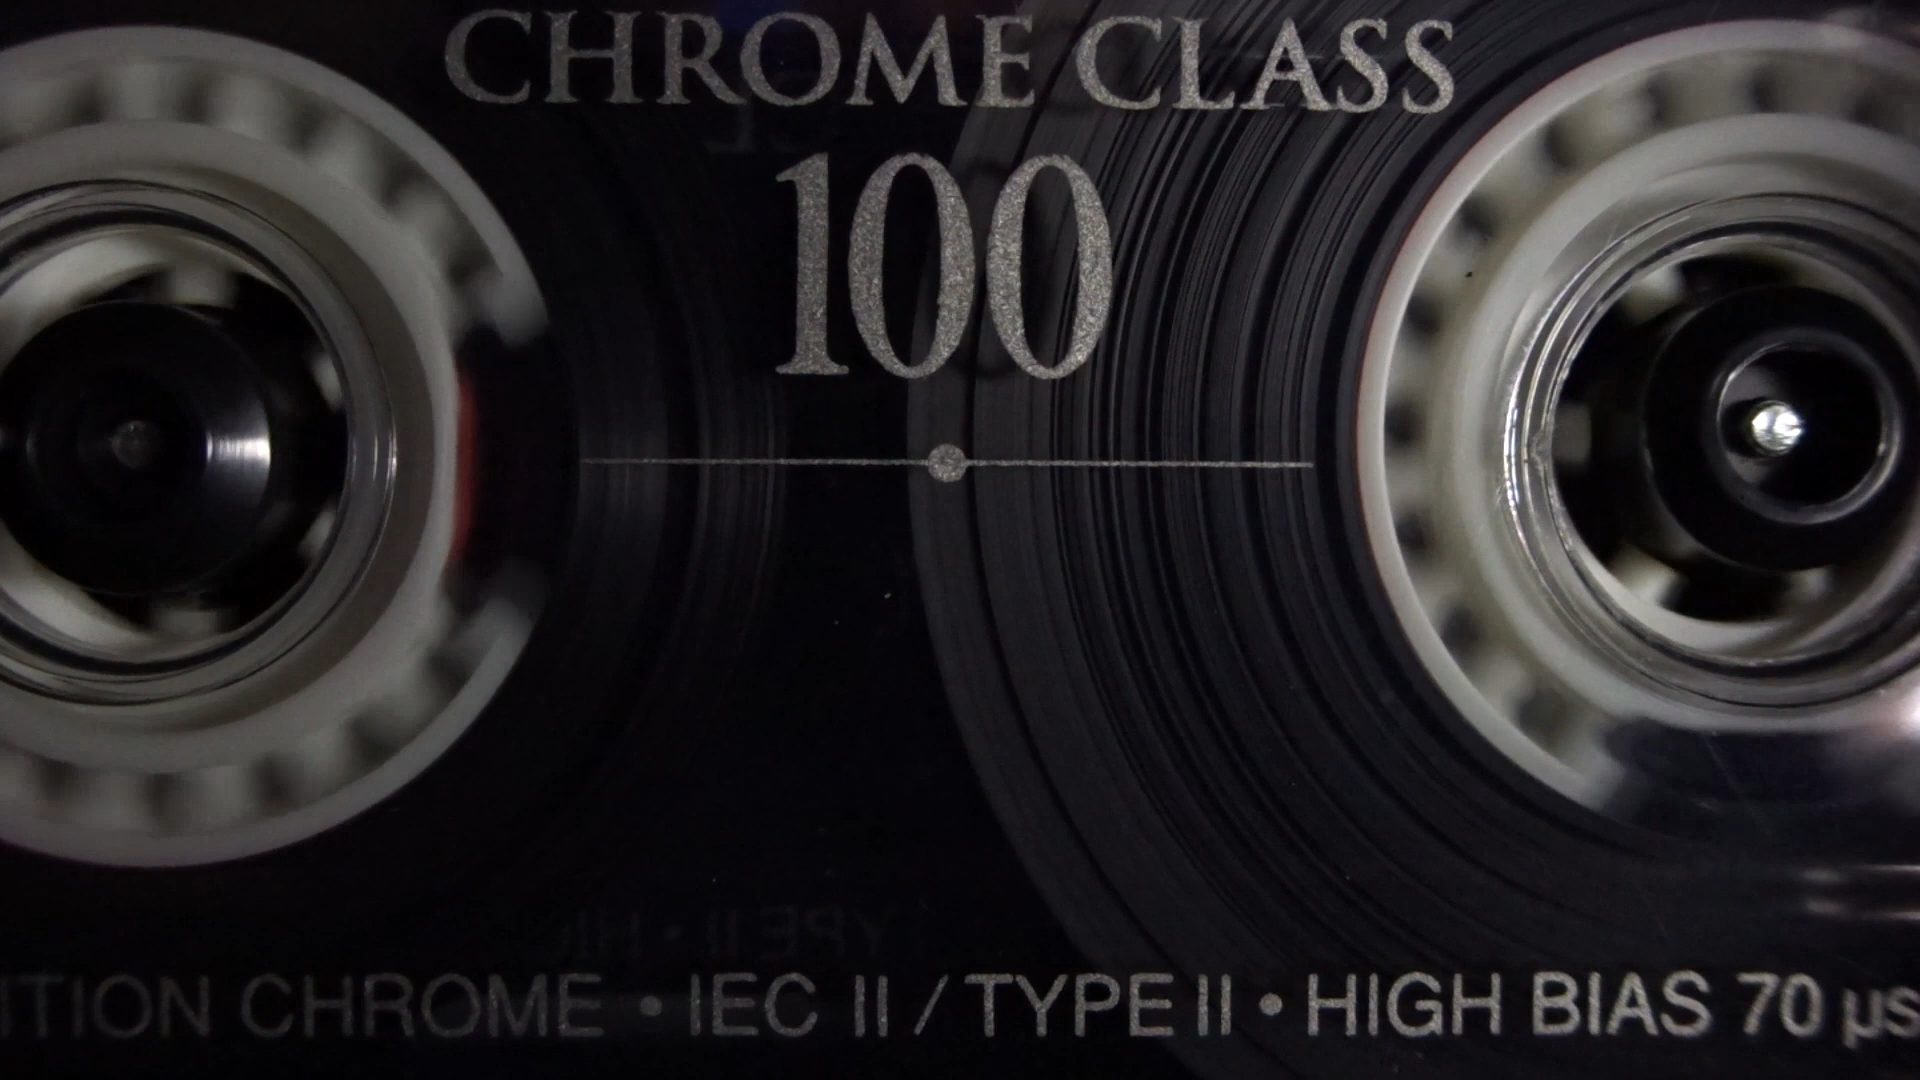 CHROME CLASS
100
ITION CHROME • IEC II / TYPE II • HIGH BIAS 70 µs